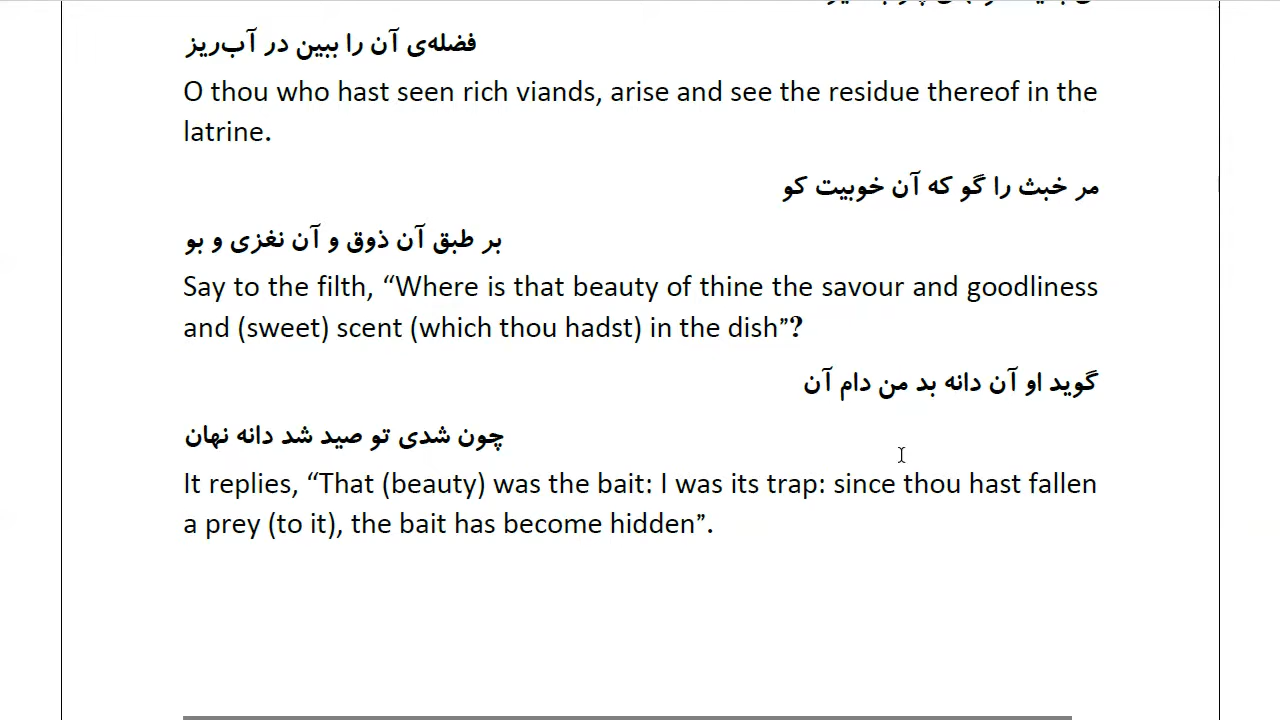 فضله‌ی آن را ببین در آب‌ریز
O thou who hast seen rich viands, arise and see the residue thereof in the
latrine.
مر خبث را گو که آن خوبیت کو
بر طبق آن ذوق و آن نغزی و بو
Say to the filth, “Where is that beauty of thine the savour and goodliness
and (sweet) scent (which thou hadst) in the dish”?
گوید او آن دانه بد من دام آن
چون شدی تو صید شد دانه نهان
It replies, “That (beauty) was the bait: I was its trap: since thou hast fallen
a prey (to it), the bait has become hidden”.